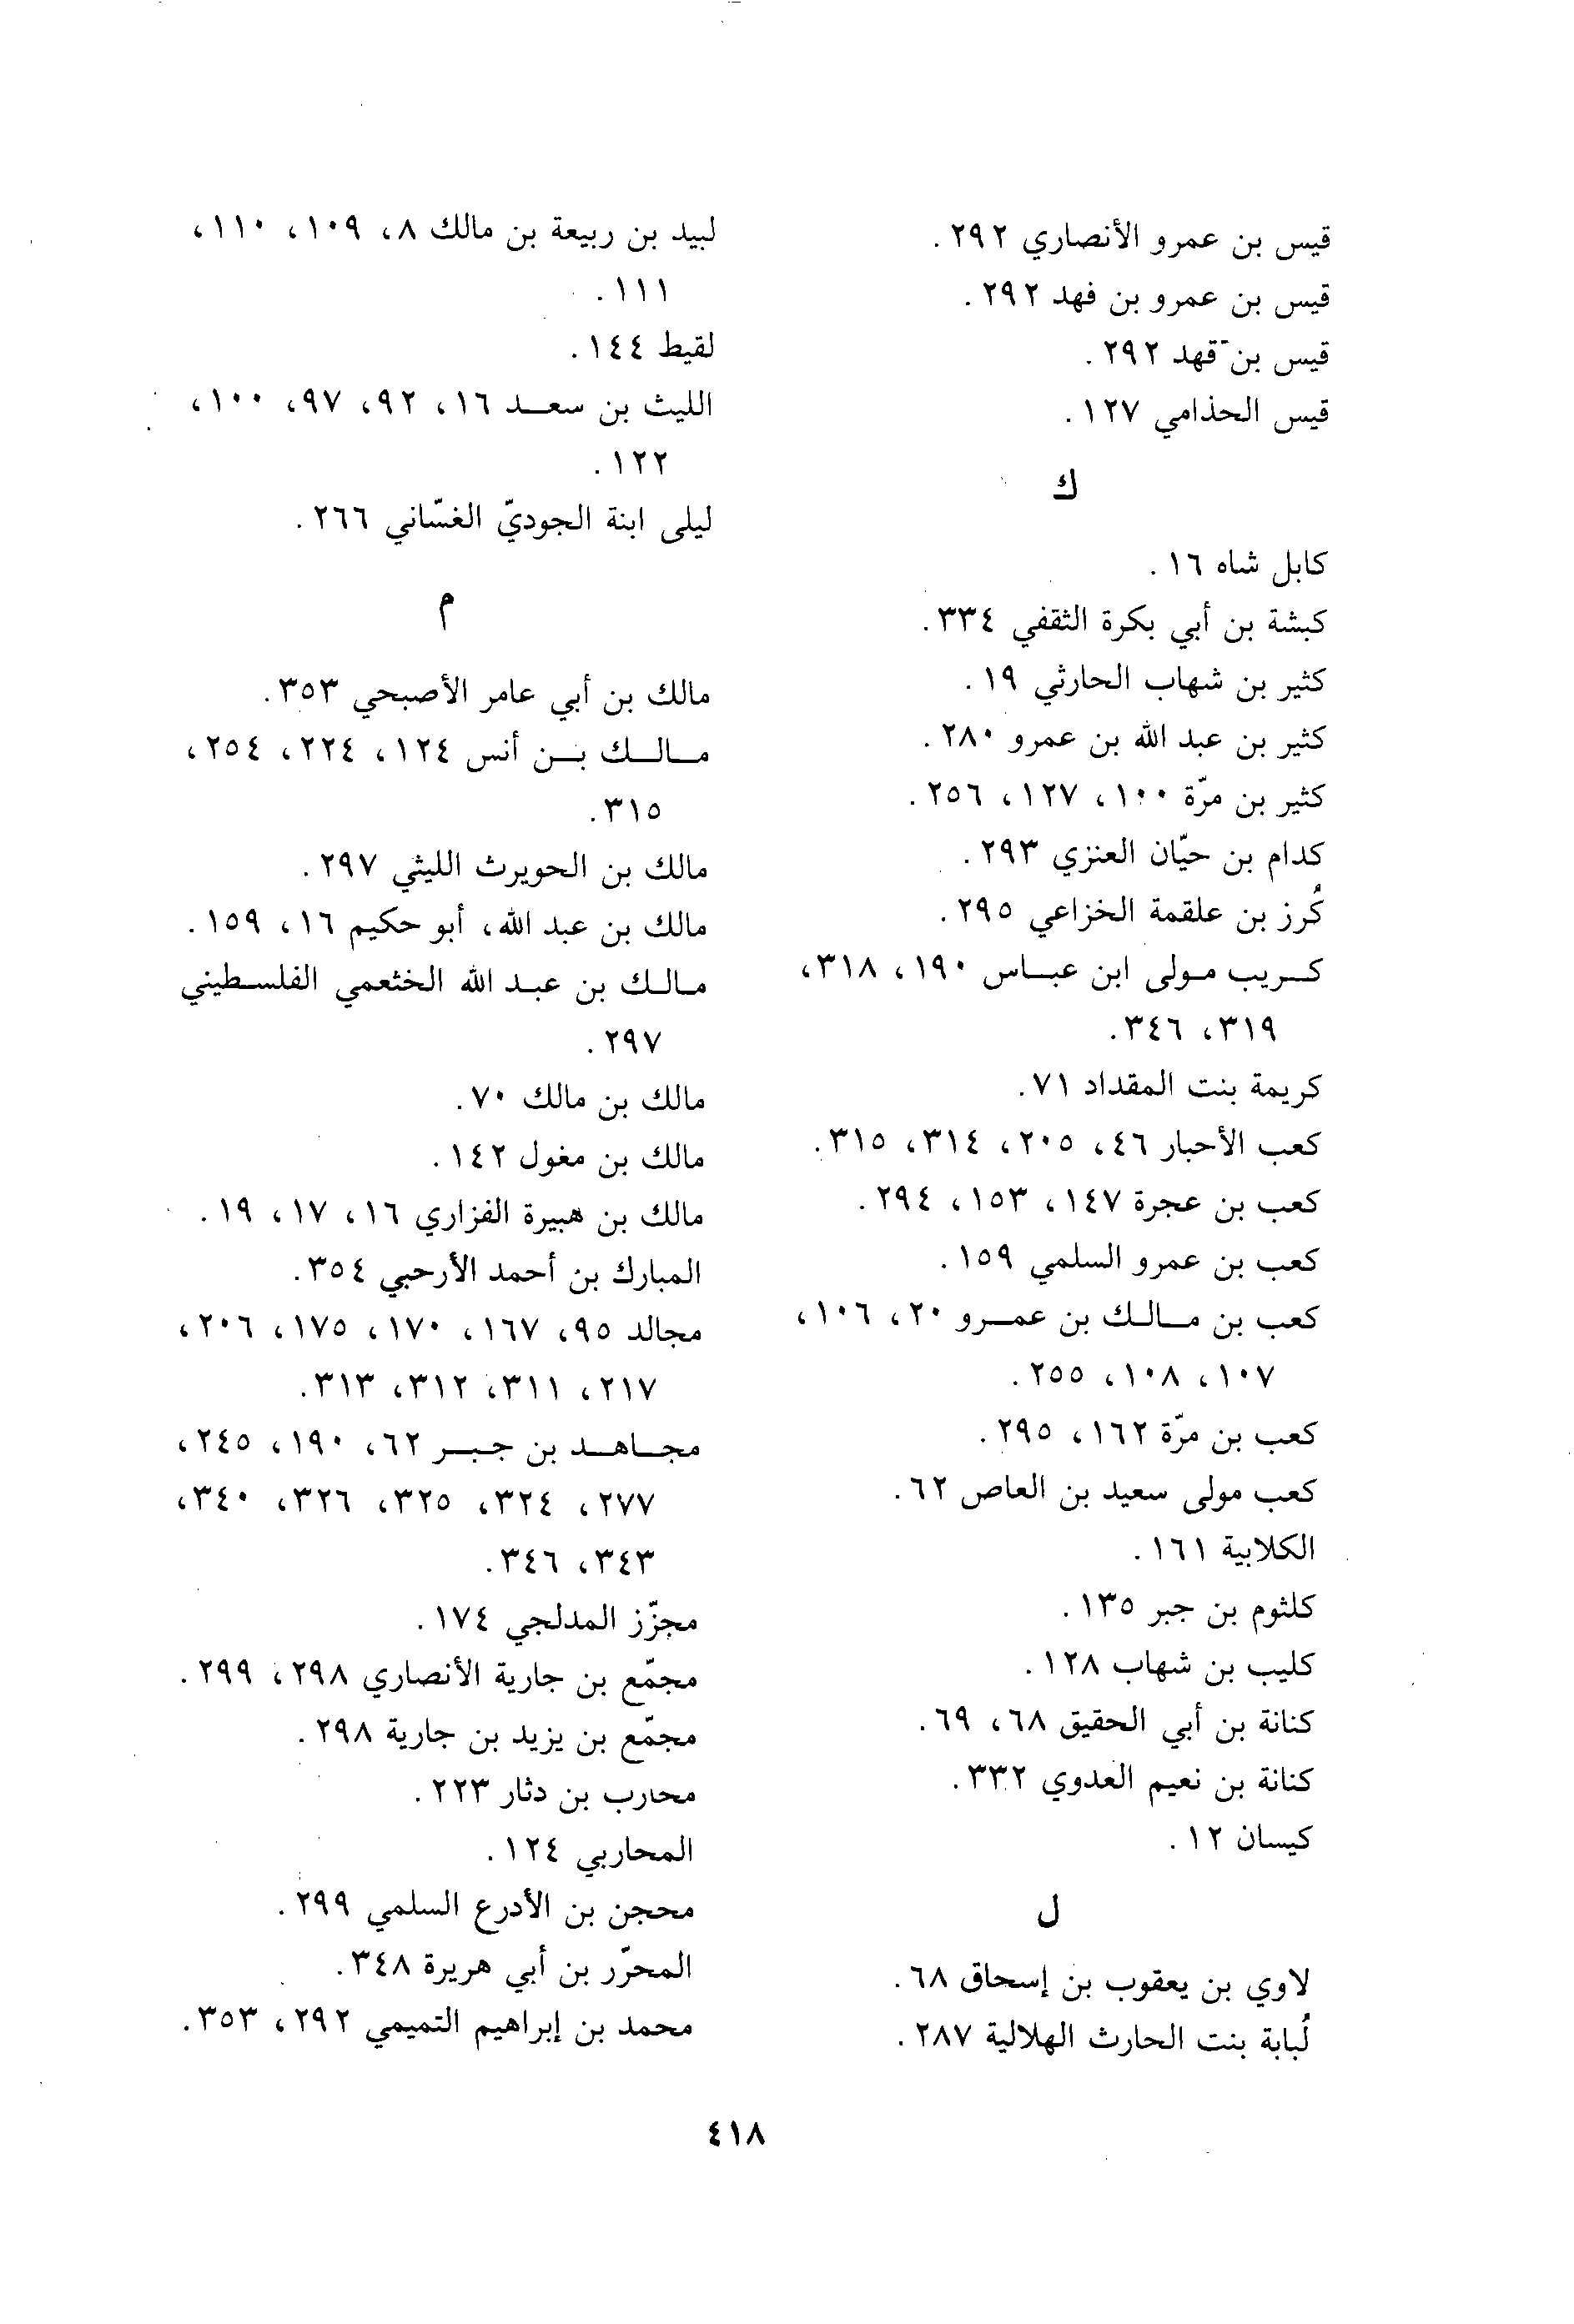 قيس بن عمرو الأنصاري ٢٩٢.
قيس بن عمرو بن فهد ٢٩٢.
قيس بن قهد ٢٩٢.
قيس الحذامي ١٢٧.
ك
كابل شاه ١٦.
كبشة بن أبي بكرة الثقفي ٣٣٤.
كثير بن شهاب الحارثي ١٩.
كثير بن عبد الله بن عمرو ٢٨٠.
كثير بن مرّة ١٠٠، ١٢٧، ٢٥٦.
كدام بن حيّان العنزي ٢٩٣.
كُرز بن علقمة الخزاعي ٢٩٥.
كريب مولى ابن عباس ١٩٠، ٣١٨،
٣١٩، ٣٤٦.
كريمة بنت المقداد ٧١.
كعب الأحبار ٤٦، ٢٠٥، ٣١٤، ٣١٥.
كعب بن عجرة ١٤٧، ١٥٣، ٢٩٤.
كعب بن عمرو السلمي ١٥٩.
كعب بن مالك بن عمرو ٢٠، ١٠٦،
١٠٧، ١٠٨، ٢٥٥.
كعب بن مرّة ١٦٢، ٢٩٥.
كعب مولى سعيد بن العاص ٦٢.
الكلابية ١٦١.
كلثوم بن جبر ١٣٥.
كليب بن شهاب ١٢٨.
كنانة بن أبي الحقيق ٦٨، ٦٩.
كنانة بن نعيم العدوي ٣٣٢.
كيسان ١٢.
ل
لاوي بن يعقوب بن إسحاق ٦٨.
لُبابة بنت الحارث الهلالية ٢٨٧.
لبيد بن ربيعة بن مالك ٨، ١٠٩، ١١٠،
١١١.
لقيط ١٤٤.
الليث بن سعد ١٦، ٩٢، ٩٧، ١٠٠،
١٢٢.
ليلى ابنة الجوديّ الغسّاني ٢٦٦.
م
مالك بن أبي عامر الأصبحي ٣٥٣.
مالك بن أنس ١٢٤، ٢٢٤، ٢٥٤،
٣١٥.
مالك بن الحويرث الليثي ٢٩٧.
مالك بن عبد الله، أبو حكيم ١٦، ١٥٩.
مالك بن عبد الله الخثعمي الفلسطيني
٢٩٧.
مالك بن مالك ٧٠.
مالك بن مغول ١٤٢.
مالك بن هبيرة الفزاري ١٦، ١٧، ١٩.
المبارك بن أحمد الأرحبي ٣٥٤.
مجالد ٩٥، ١٦٧، ١٧٠، ١٧٥، ٢٠٦،
٢١٧، ٣١١، ٣١٢، ٣١٣.
مجاهد بن جبر ٦٢، ١٩٠، ٢٤٥،
٢٧٧، ٣٢٤، ٣٢٥، ٣٢٦، ٣٤٠،
٣٤٣، ٣٤٦.
مجزّز المدلجي ١٧٤.
مجمّع بن جارية الأنصاري ٢٩٨، ٢٩٩.
مجمّع بن يزيد بن جارية ٢٩٨.
محارب بن دثار ٢٢٣.
المحاربي ١٢٤.
محجن بن الأدرع السلمي ٢٩٩.
المحرّر بن أبي هريرة ٣٤٨.
محمد بن إبراهيم التميمي ٢٩٢، ٣٥٣.
٤١٨